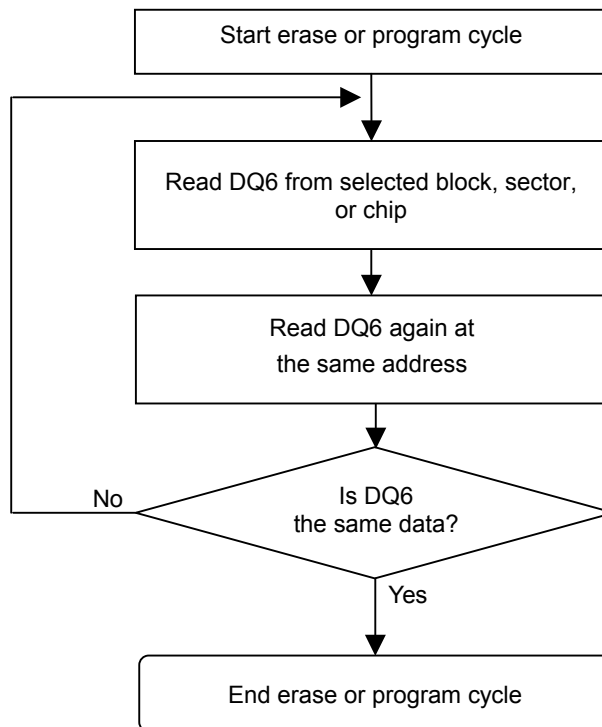 Start erase or program cycle
Read DQ6 from selected block, sector,
or chip
Read DQ6 again at
the same address
Is DQ6
the same data?
No
Yes
End erase or program cycle